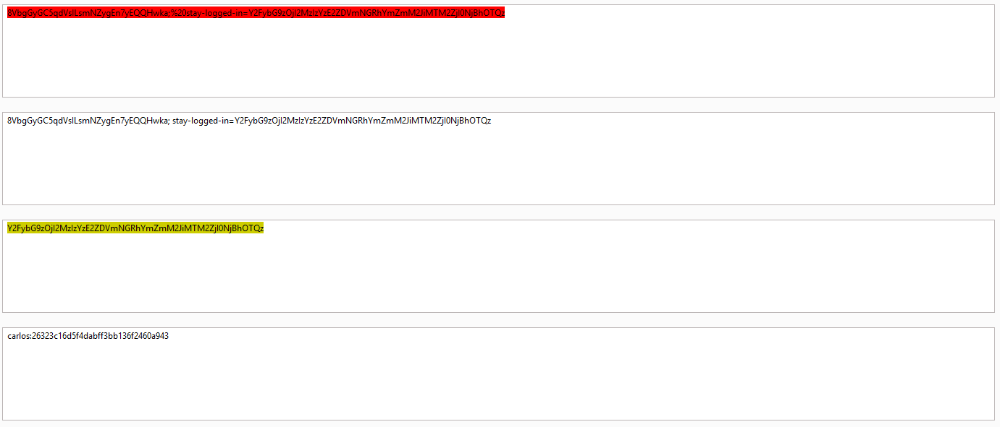 8VbgGyGC5qdVslLsmNZygEn7yEQQHwka;%20stay-logged-in=Y2FybG9zOjI2MzIzYzE2ZDVmNGRhYmZmM2JiMTM2ZjI0NjBhOTQz
8VbgGyGC5qdVslLsmNZygEn7yEQQHwka; stay-logged-in=Y2FybG9zOjI2MzIzYzE2ZDVmNGRhYmZmM2JiMTM2ZjI0NjBhOTQz
Y2FybG9zOjI2MzIzYzE2ZDVmNGRhYmZmM2JiMTM2ZjI0NjBhOTQz
carlos:26323c16d5f4dabff3bb136f2460a943